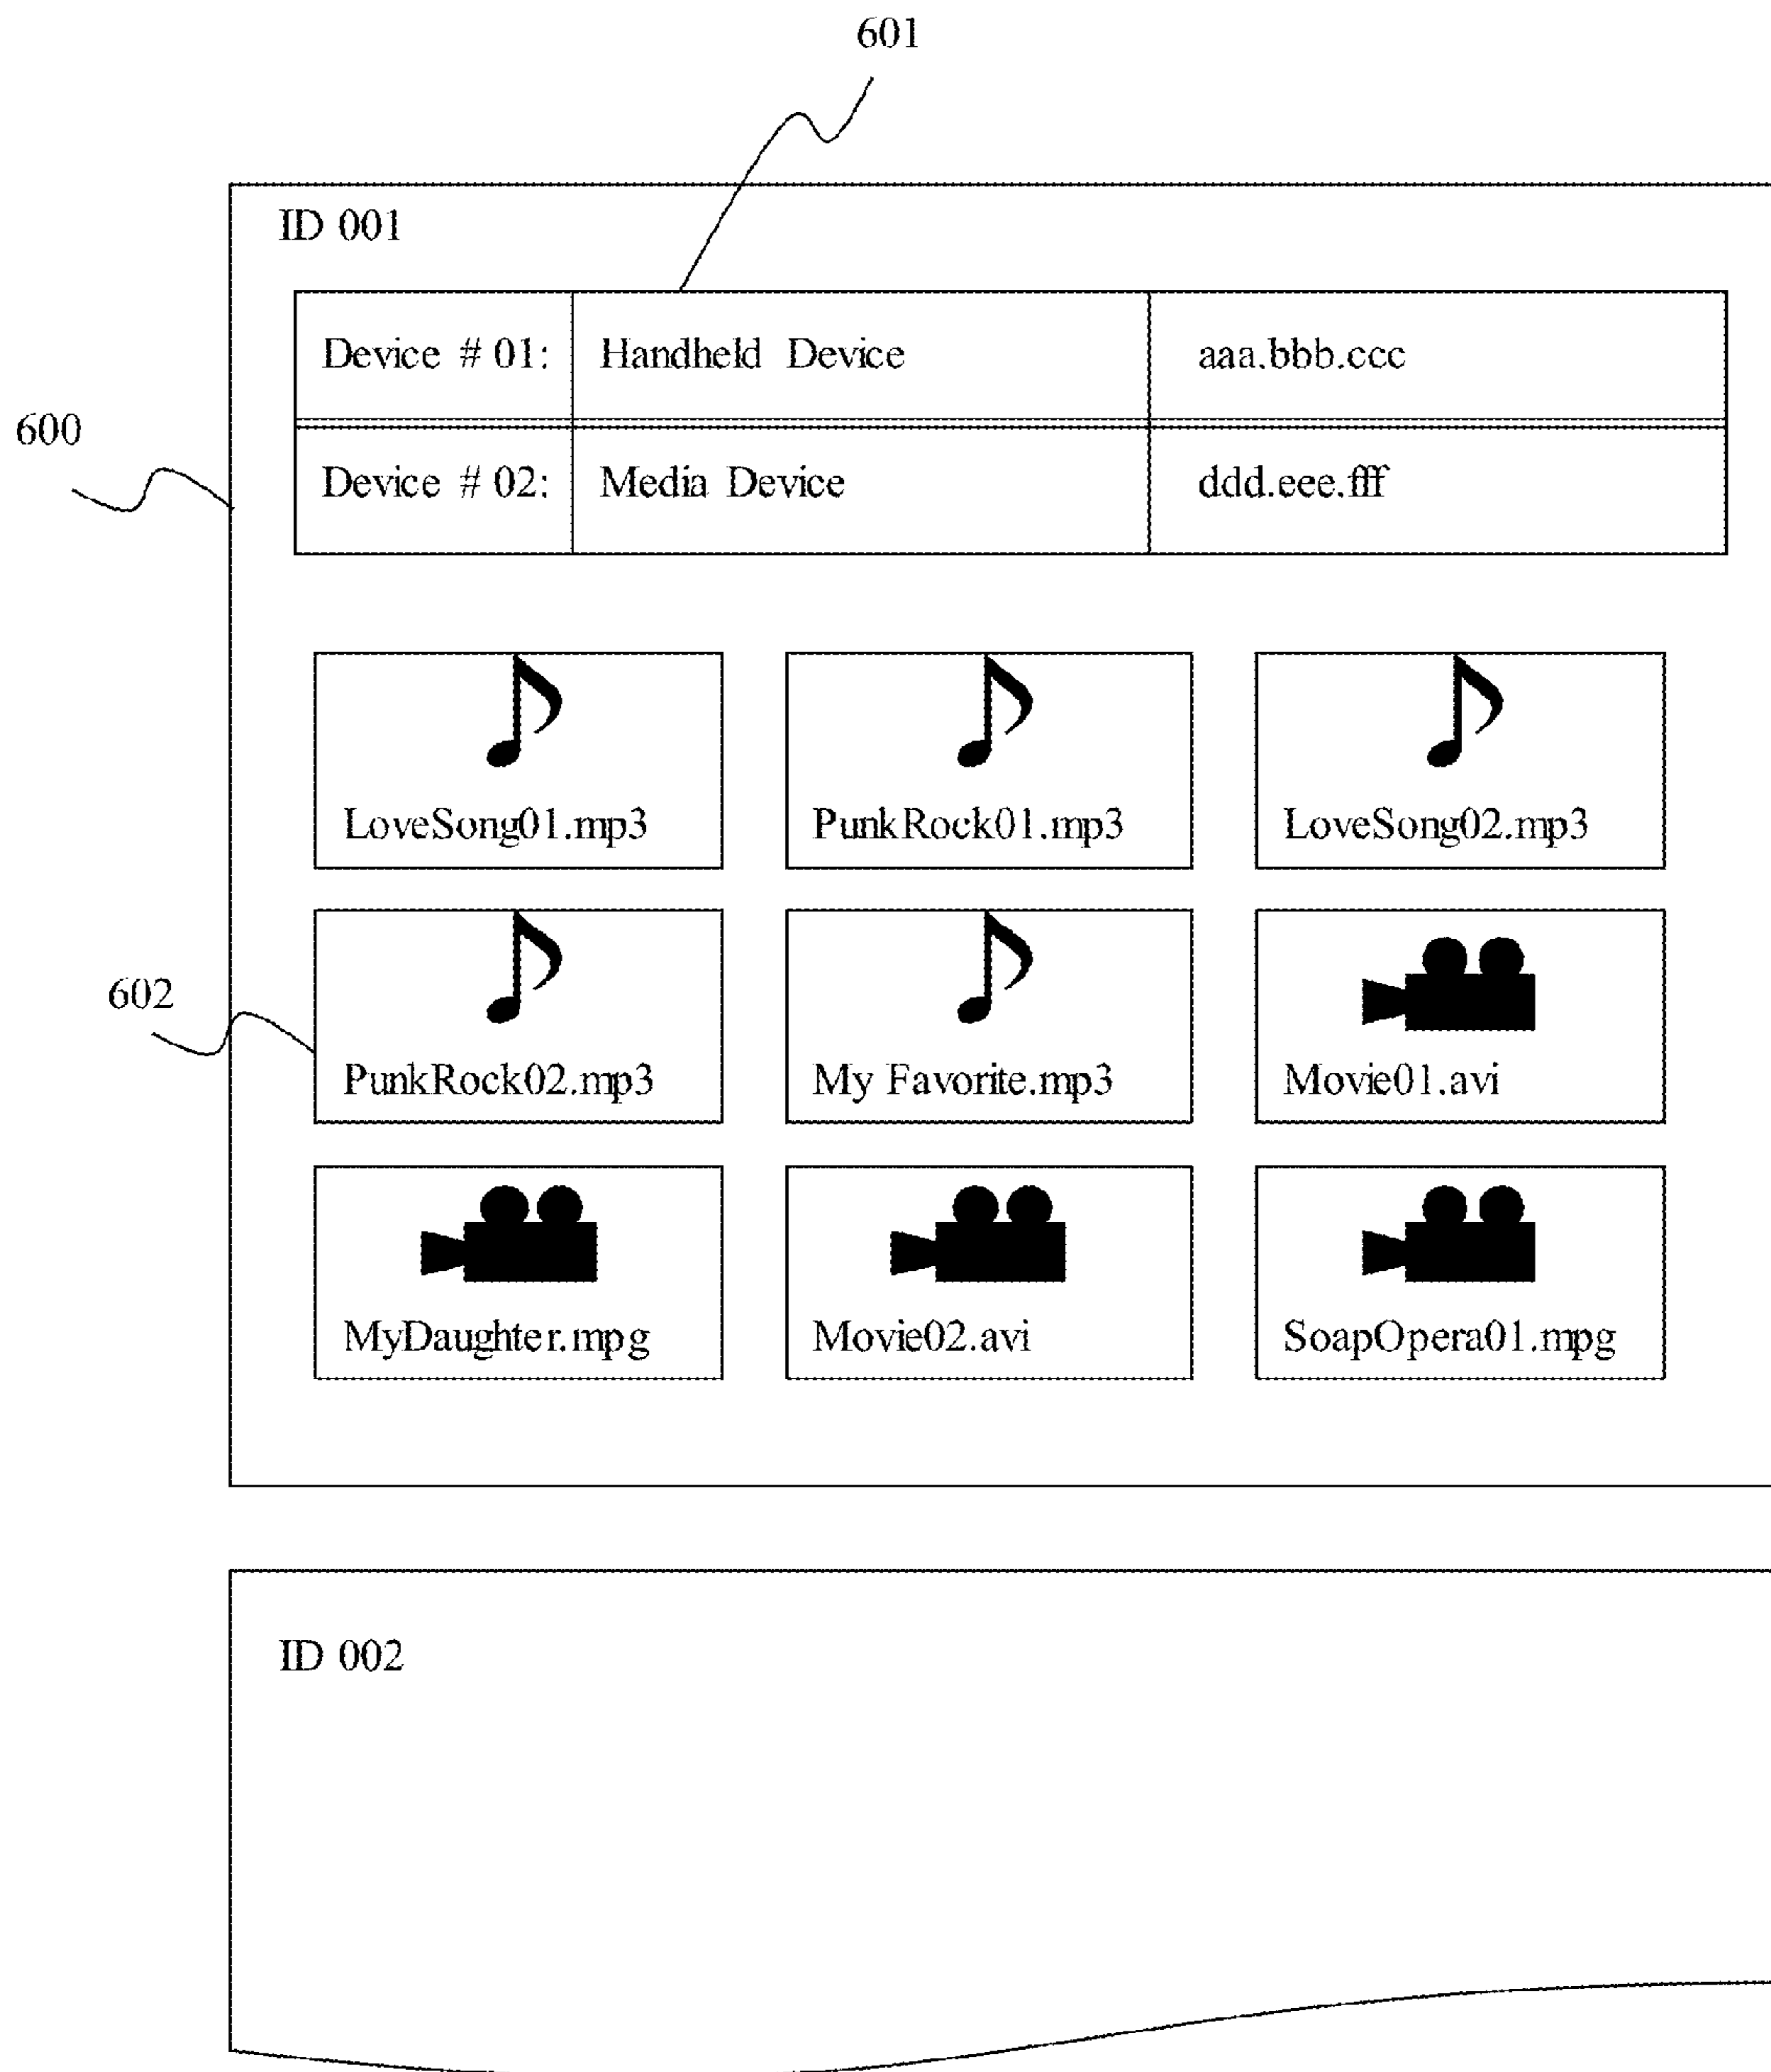 601
ID 001
Device # 01: Handheld Device aaa.bbb.ccc
600
Device # 02: Media Device ddd.eee.fff
LoveSong01.mp3 PunkRock01.mp3 LoveSong02.mp3
602
PunkRock02.mp3 My Favorite.mp3 Movie01.avi
MyDaughter.mpg Movie02.avi SoapOpera01.mpg
ID 002